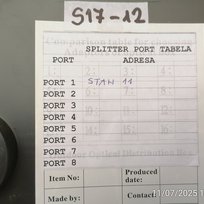 S17-12
SPLITTER PORT TABELA
PORT ADRESA
PORT 1 STAN 11
PORT 2
PORT 3
PORT 4
PORT 5
PORT 6
PORT 7
PORT 8
Item No: Produced date:
Made by: Contact:
11/07/2025